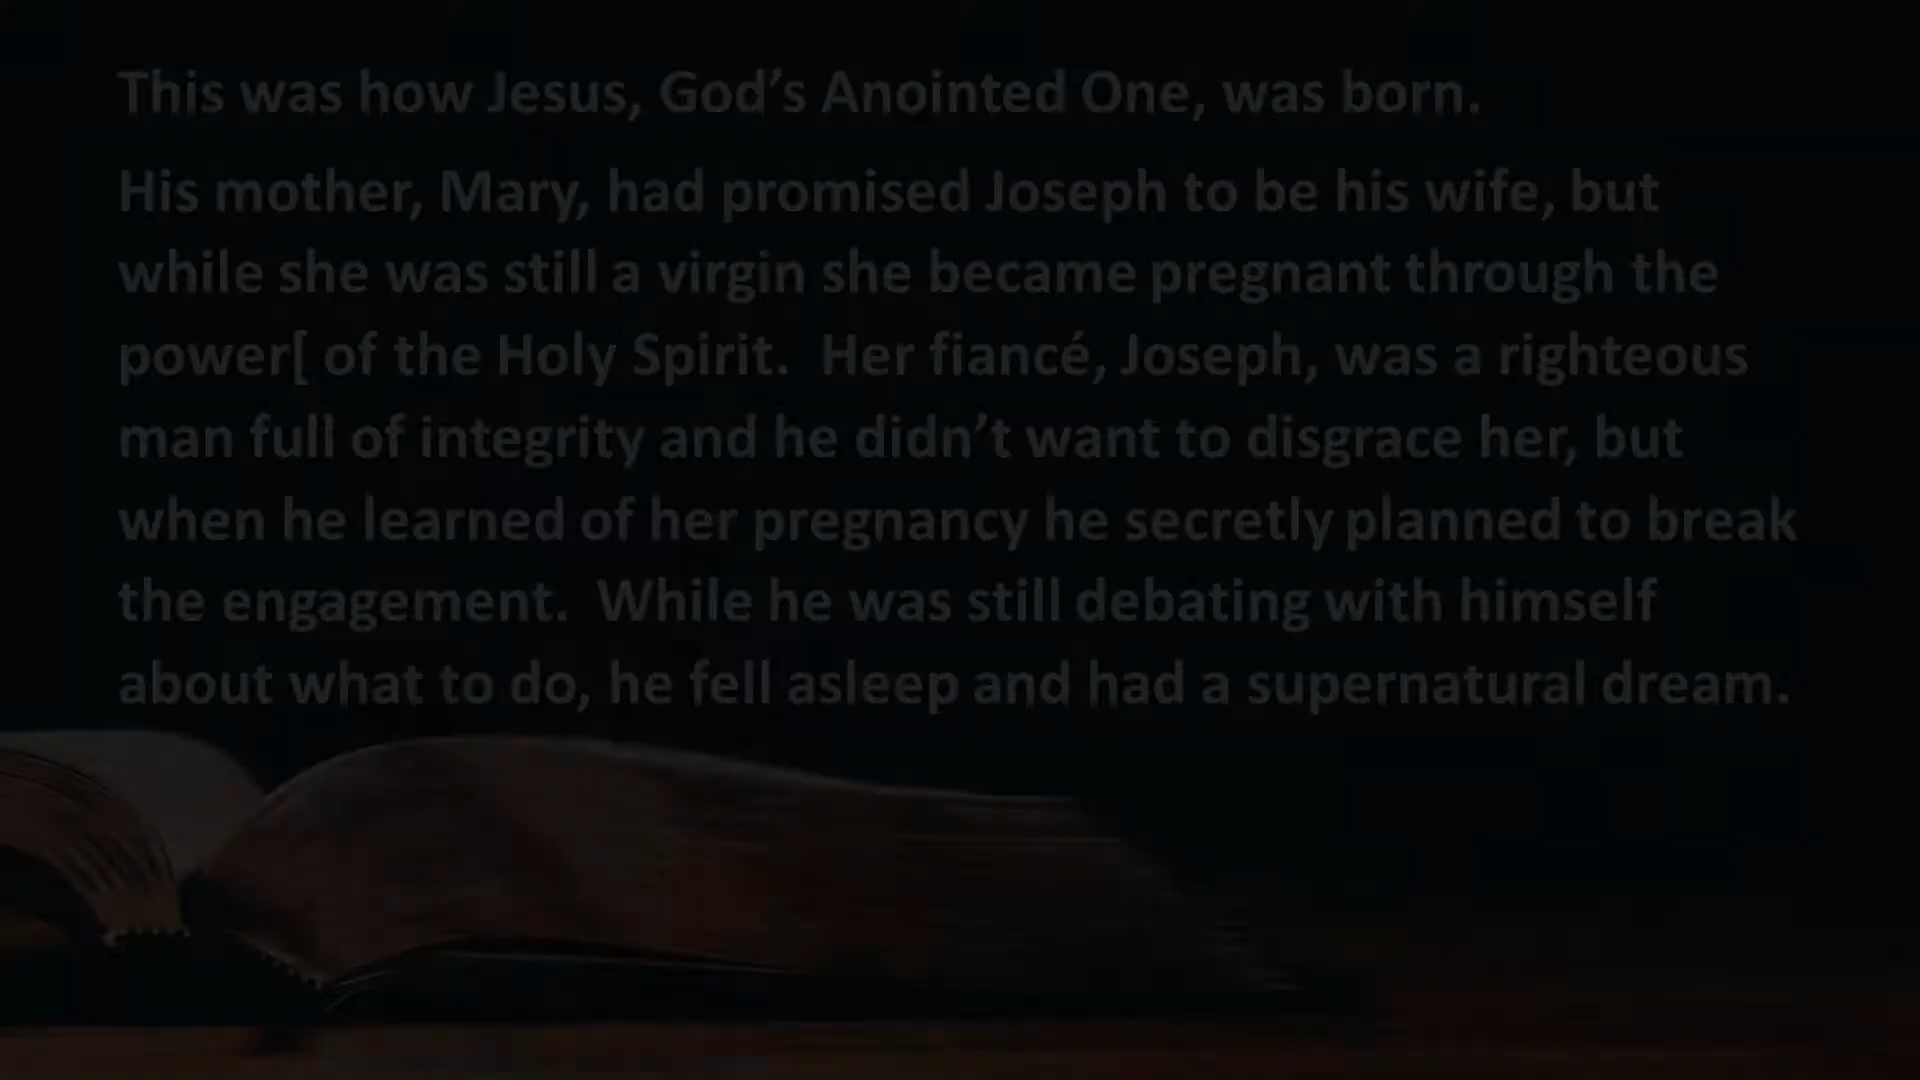 This was how Jesus, God’s Anointed One, was born.
His mother, Mary, had promised Joseph to be his wife, but
while she was still a virgin she became pregnant through the
power[ of the Holy Spirit.  Her fiancé, Joseph, was a righteous
man full of integrity and he didn’t want to disgrace her, but
when he learned of her pregnancy he secretly planned to break
the engagement.  While he was still debating with himself
about what to do, he fell asleep and had a supernatural dream.